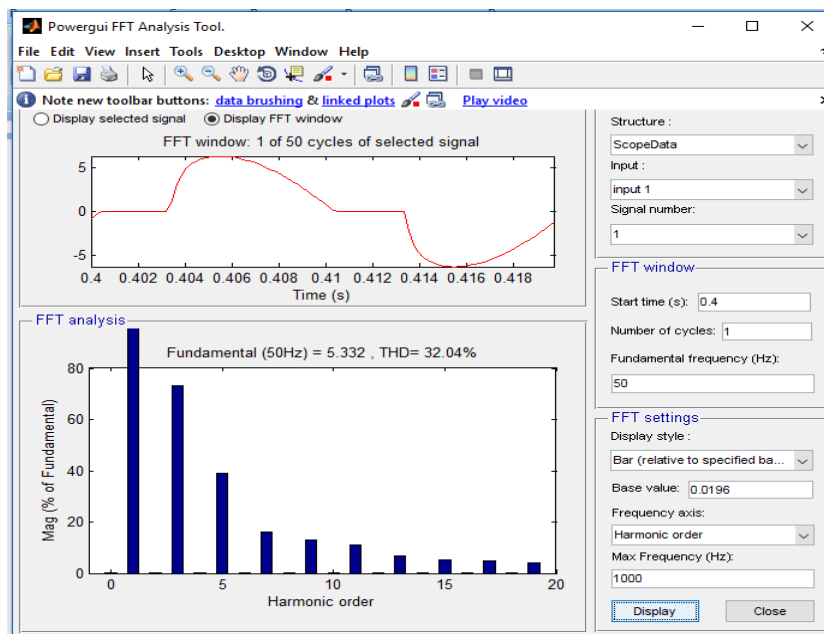 Powergui FFT Analysis Tool.
File Edit View Insert Tools Desktop Window Help
Note new toolbar buttons: data brushing & linked plots Play video
Display selected signal Display FFT window
FFT window: 1 of 50 cycles of selected signal
5
0
-5
0.4 0.402 0.404 0.406 0.408 0.41 0.412 0.414 0.416 0.418
Time (s)
FFT analysis
Fundamental (50Hz) = 5.332 , THD= 32.04%
Mag (% of Fundamental)
80
60
40
20
0
0 5 10 15 20
Harmonic order
Structure :
ScopeData
Input :
input 1
Signal number:
1
FFT window
Start time (s): 0.4
Number of cycles: 1
Fundamental frequency (Hz):
50
FFT settings
Display style :
Bar (relative to specified ba...
Base value: 0.0196
Frequency axis:
Harmonic order
Max Frequency (Hz):
1000
Display Close